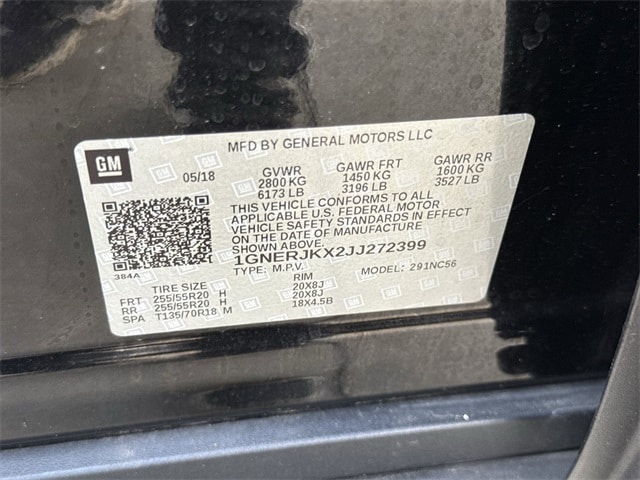 MFD BY GENERAL MOTORS LLC
GM
05/18 GVWR GAWR FRT GAWR RR
2800 KG 1450 KG 1600 KG
6173 LB 3196 LB 3527 LB
THIS VEHICLE CONFORMS TO ALL
APPLICABLE U.S. FEDERAL MOTOR
VEHICLE SAFETY STANDARDS IN EFFECT
ON THE DATE OF MANUFACTURE
SHOWN ABOVE.
384A 1GNERJKX2JJ272399
TYPE: M.P.V. MODEL: 291NC56
TIRE SIZE RIM
FRT 255/55R20 H 20X8J
RR 255/55R20 H 20X8J
SPA T135/70R18 M 18X4.5B